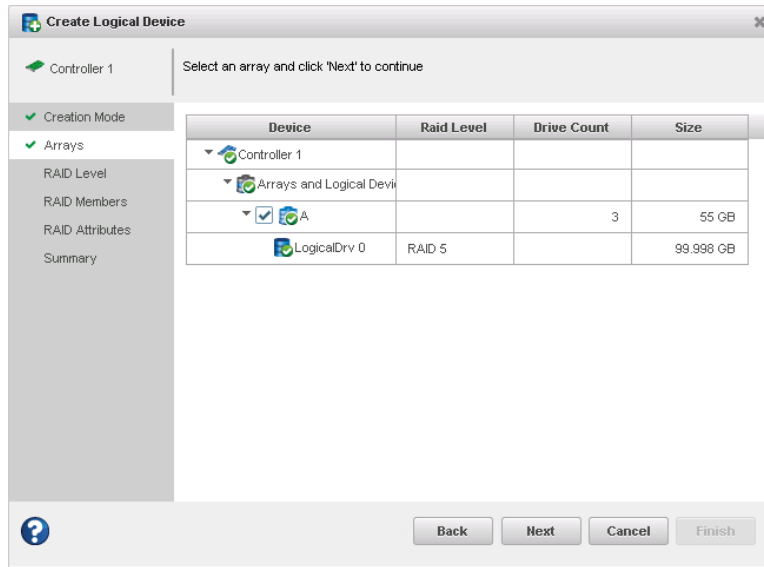 Create Logical Device
Controller 1
Select an array and click 'Next' to continue
Creation Mode
Arrays
RAID Level
RAID Members
RAID Attributes
Summary
Device Raid Level Drive Count Size
Controller 1
Arrays and Logical Devi
A 3 55 GB
LogicalDrv 0 RAID 5 99.998 GB
? Back Next Cancel Finish